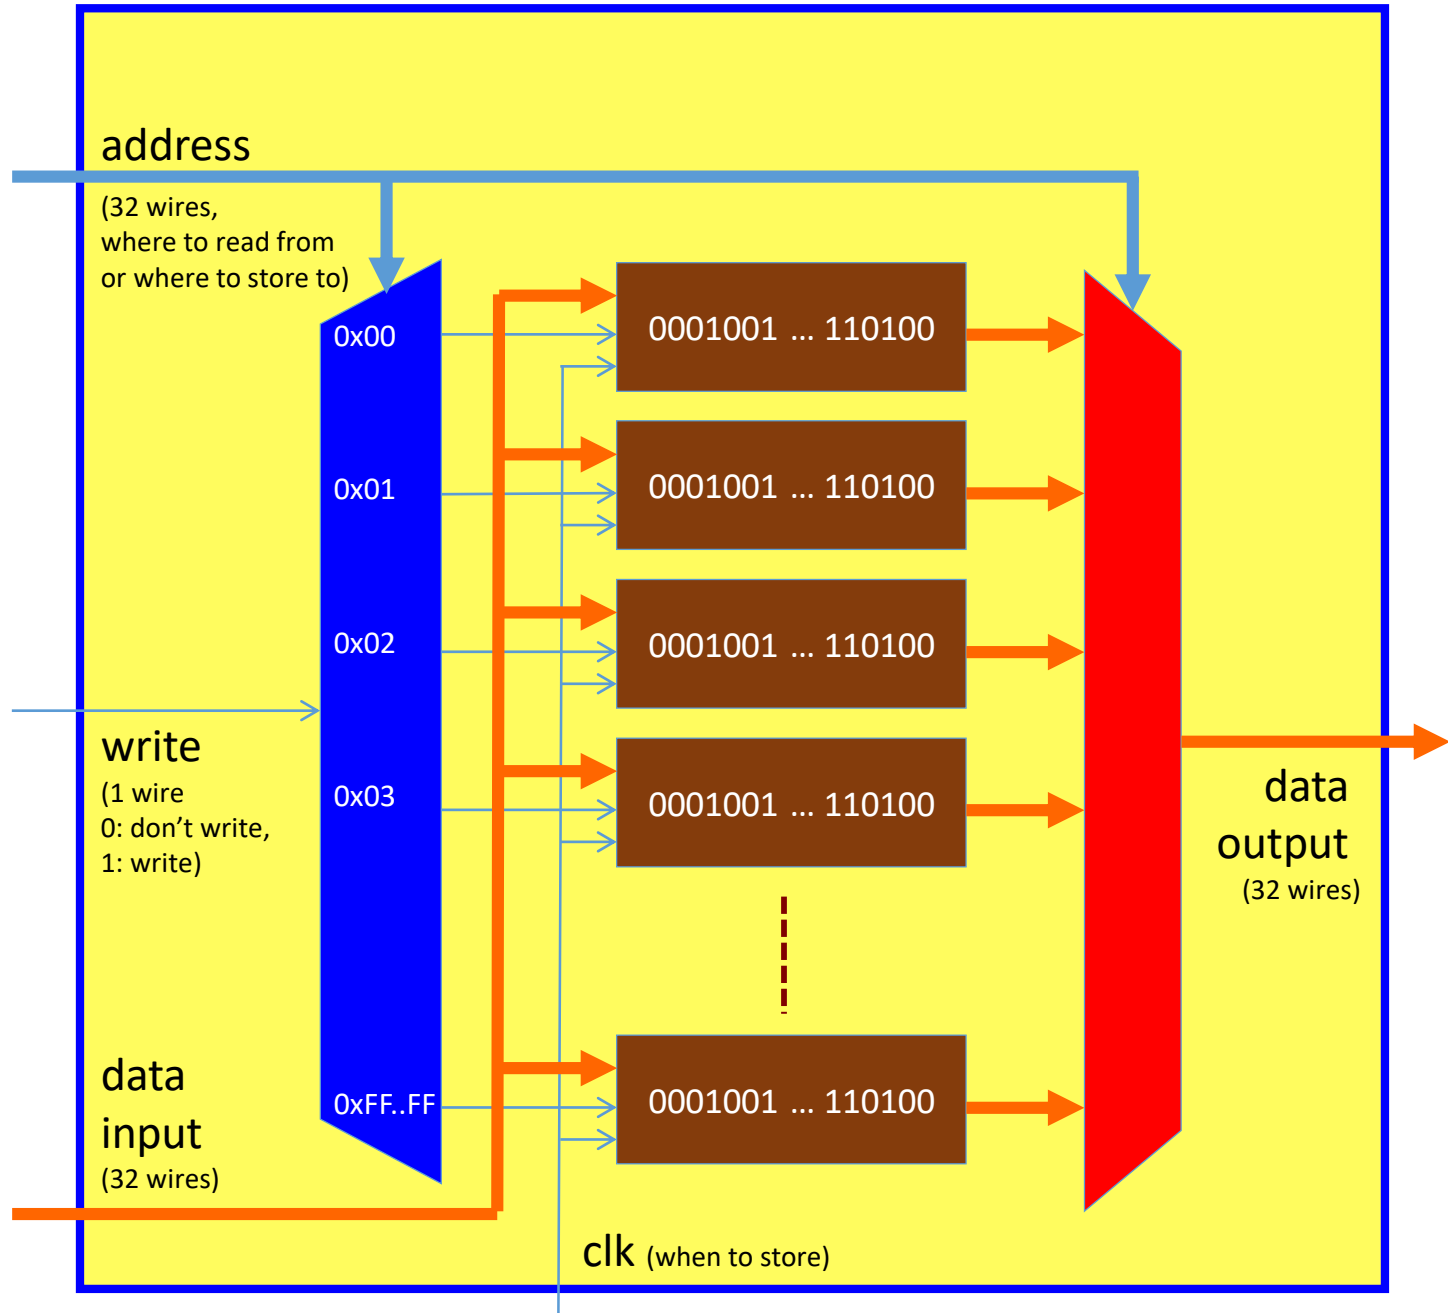 address
(32 wires,
where to read from
or where to store to)
0x00
0001001 ... 110100
0x01
0001001 ... 110100
0x02
0001001 ... 110100
write
(1 wire
0: don’t write,
1: write)
0x03
0001001 ... 110100
data
output
(32 wires)
data
input
(32 wires)
0xFF..FF
0001001 ... 110100
clk (when to store)